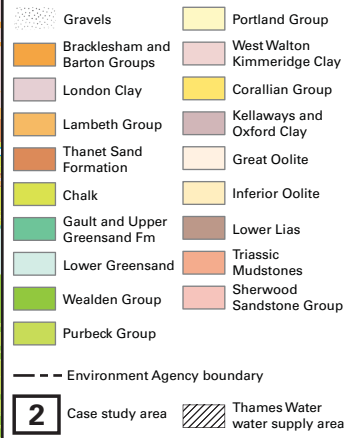 Gravels
Bracklesham and
Barton Groups
London Clay
Lambeth Group
Thanet Sand
Formation
Chalk
Gault and Upper
Greensand Fm
Lower Greensand
Wealden Group
Purbeck Group
Portland Group
West Walton
Kimmeridge Clay
Corallian Group
Kellaways and
Oxford Clay
Great Oolite
Inferior Oolite
Lower Lias
Triassic
Mudstones
Sherwood
Sandstone Group
Environment Agency boundary
2 Case study area
Thames Water
water supply area